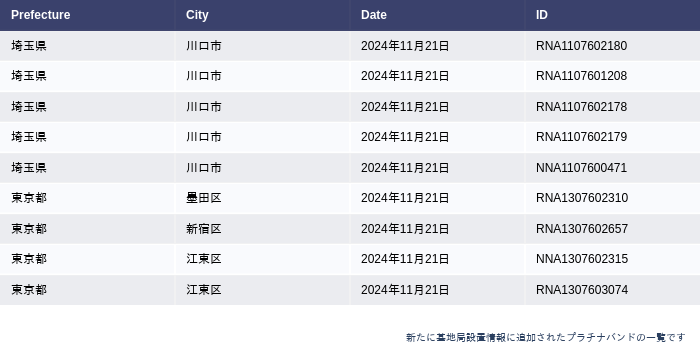 Prefecture City Date ID
埼玉県 川口市 2024年11月21日 RNA1107602180
埼玉県 川口市 2024年11月21日 RNA1107601208
埼玉県 川口市 2024年11月21日 RNA1107602178
埼玉県 川口市 2024年11月21日 RNA1107602179
埼玉県 川口市 2024年11月21日 NNA1107600471
東京都 墨田区 2024年11月21日 RNA1307602310
東京都 新宿区 2024年11月21日 RNA1307602657
東京都 江東区 2024年11月21日 NNA1307602315
東京都 江東区 2024年11月21日 RNA1307603074
新たに基地局設置情報に追加されたプラチナバンドの一覧です